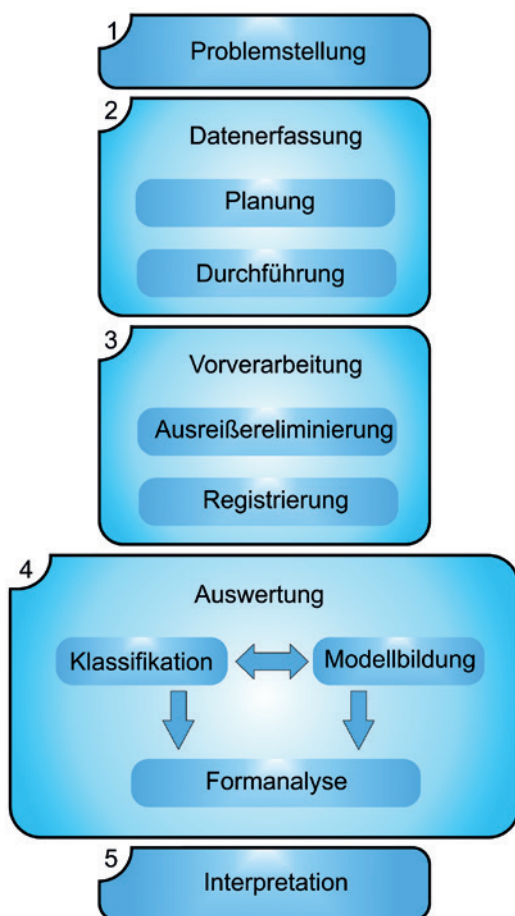 1
Problemstellung
2
Datenerfassung
Planung
Durchführung
3
Vorverarbeitung
Ausreißereliminierung
Registrierung
4
Auswertung
Klassifikation
Modellbildung
Formanalyse
5
Interpretation